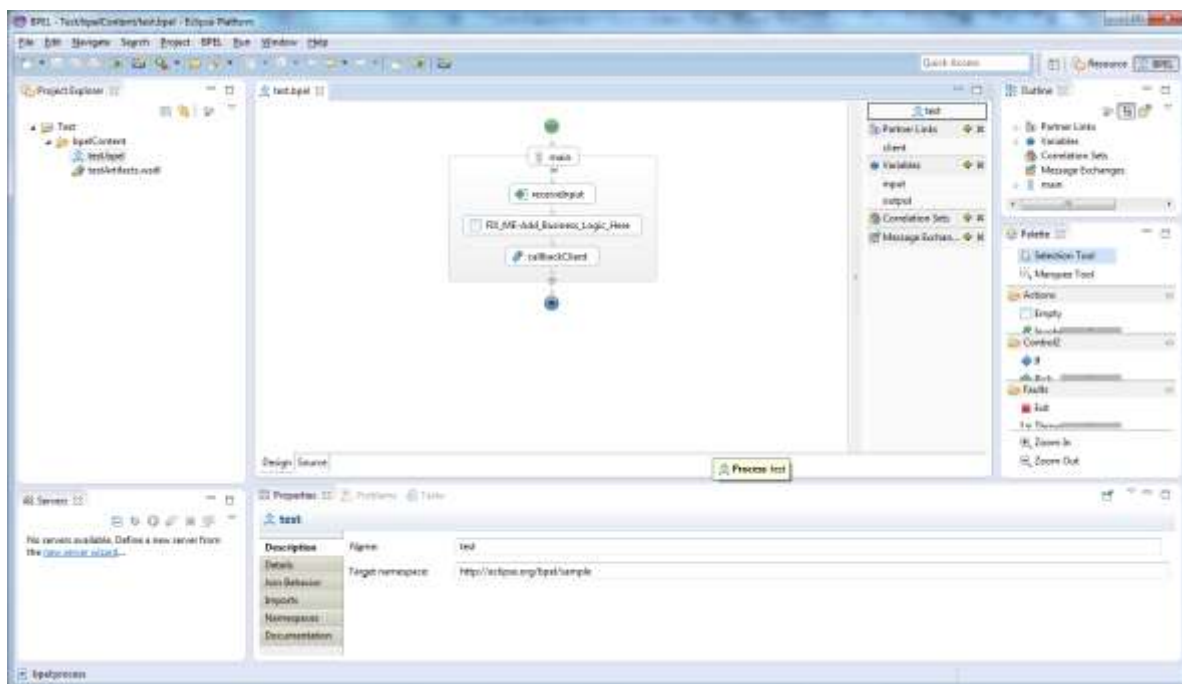 BPEL - Test/bpelContent/test.bpel - Eclipse Platform
File Edit Navigate Search Project BPEL Run Window Help
Quick Access
Resource
BPEL
Project Explorer
Test
bpelContent
test.bpel
testArtifacts.wsdl
test.bpel
main
receiveInput
FIX_ME-Add_Business_Logic_Here
callbackClient
Design Source
test
Partner Links
client
Variables
input
output
Correlation Sets
Message Exchan...
Process test
Outline
Partner Links
Variables
Correlation Sets
Message Exchanges
main
Palette
Selection Tool
Marquee Tool
Actions
Empty
Control2
If
Faults
Exit
Zoom In
Zoom Out
Servers
No servers available. Define a new server from
the new server wizard...
Properties Problems Tasks
test
Description
Details
Join Behavior
Imports
Namespaces
Documentation
Name: test
Target namespace: http://eclipse.org/bpel/sample
bpel:process